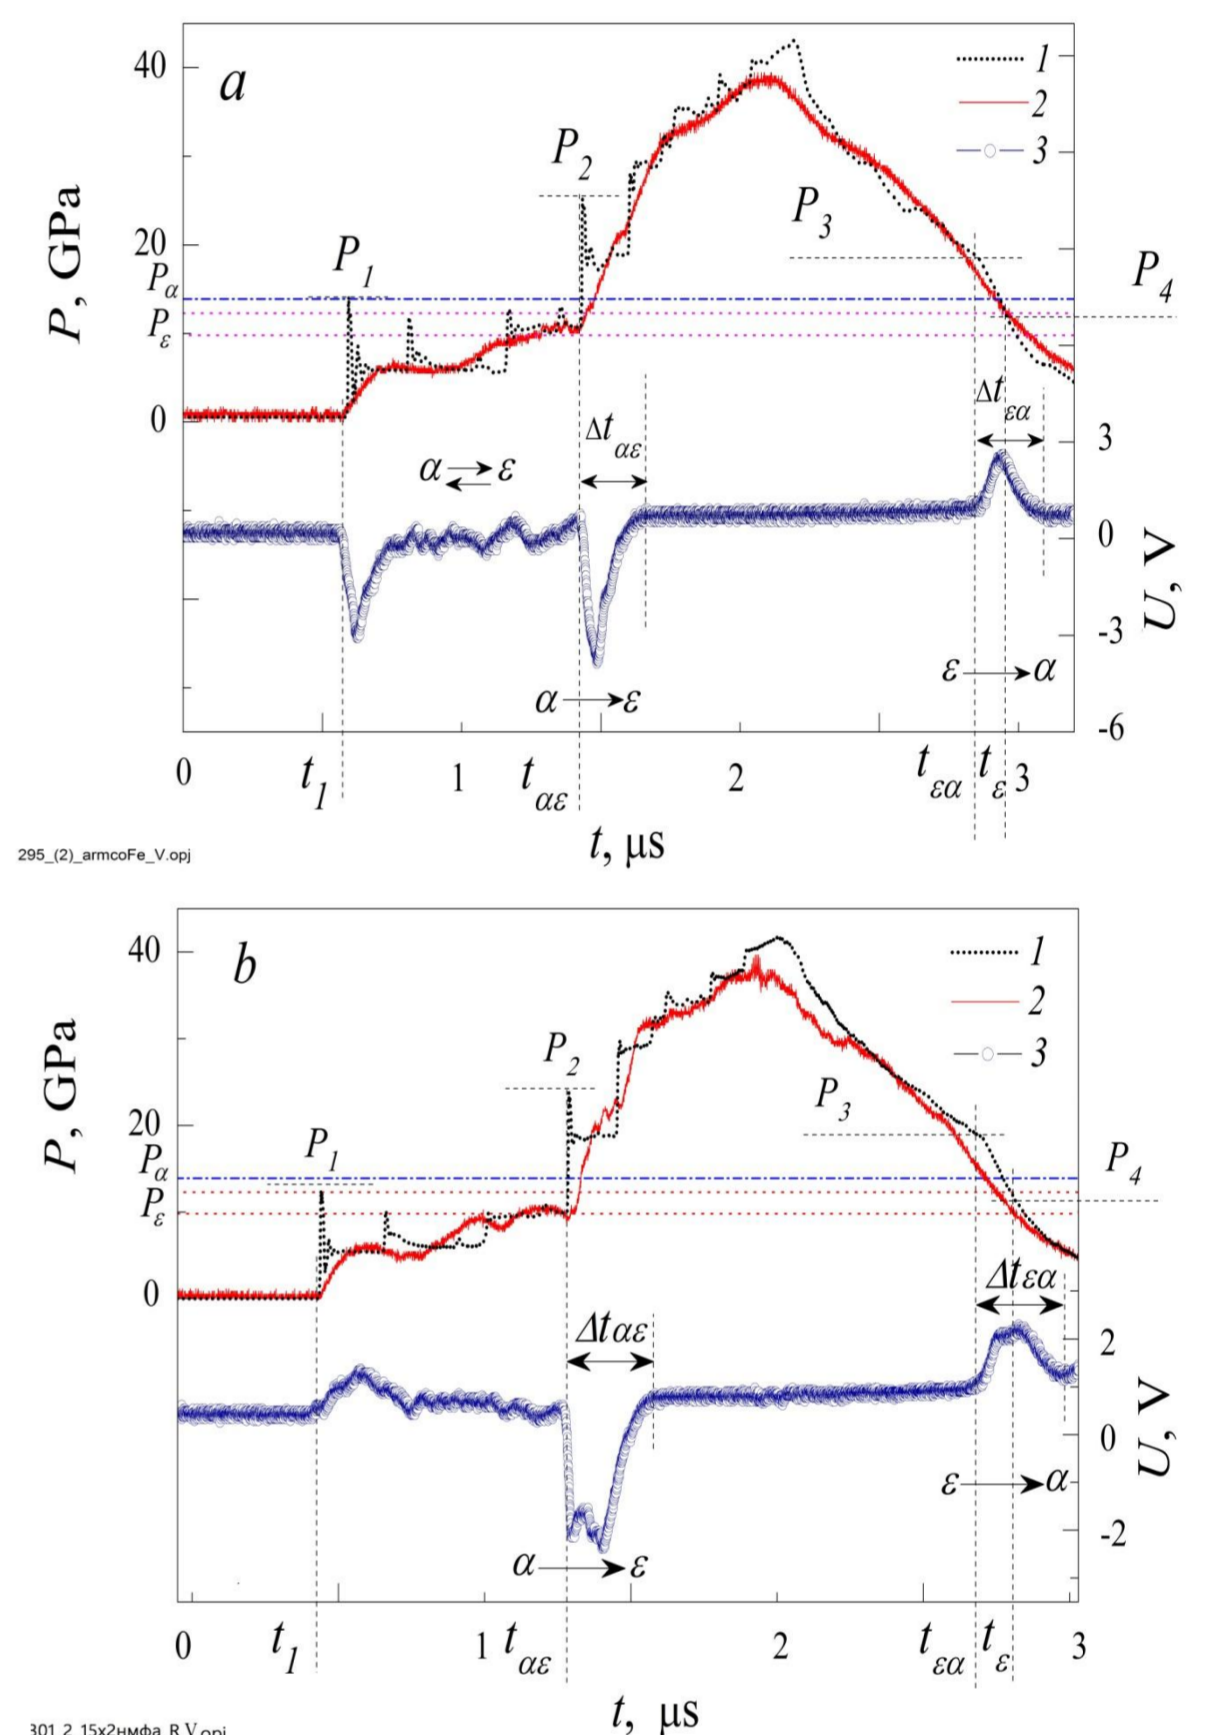 a
1
2
3
40
20
0
P, GPa
P1
P2
P3
P4
Pα
Pε
Δtαε
Δtεα
α ⇄ ε
α → ε
ε → α
3
0
-3
-6
U, V
0
t1
1
tαε
2
tεα
tε
3
t, μs
295_(2)_armcoFe_V.opj
b
1
2
3
40
20
0
P, GPa
P1
P2
P3
P4
Pα
Pε
Δtαε
Δtεα
α → ε
ε → α
2
0
-2
U, V
0
t1
1
tαε
2
tεα
tε
3
t, μs
301_2_15х2нмфа_R_V.opj